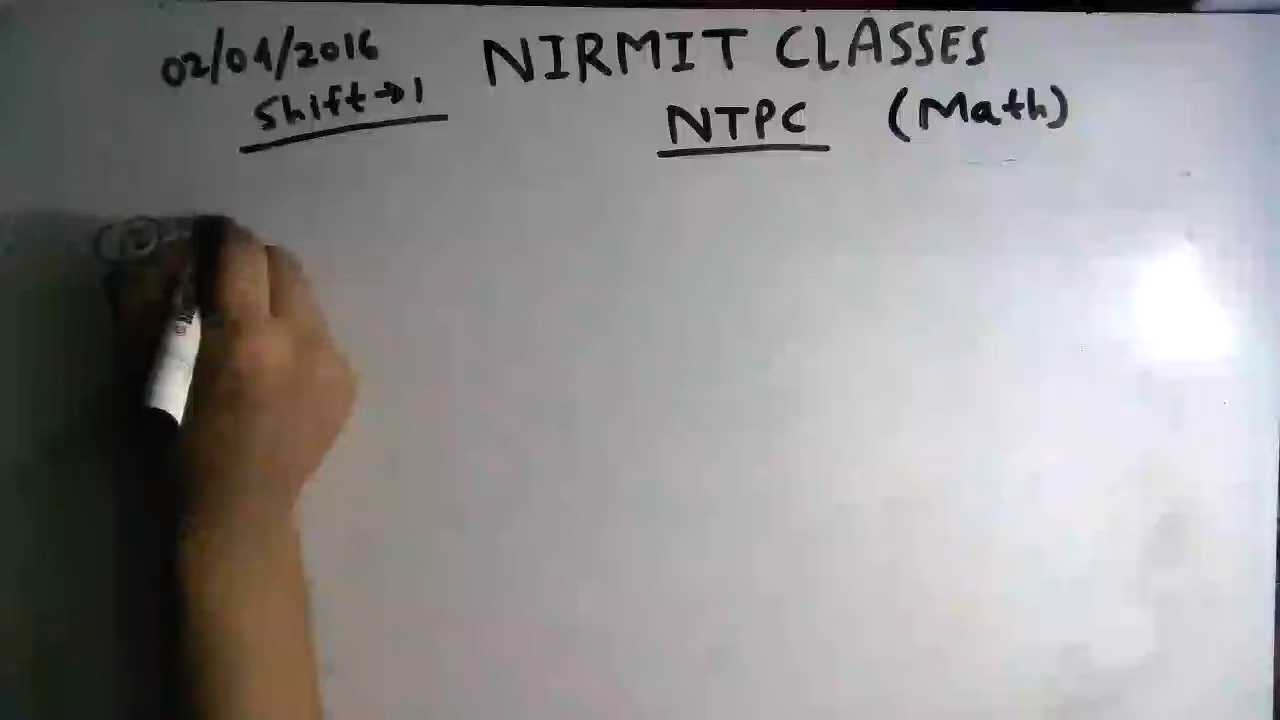 02/04/2016 NIRMIT CLASSES
Shift→1 NTPC (Math)